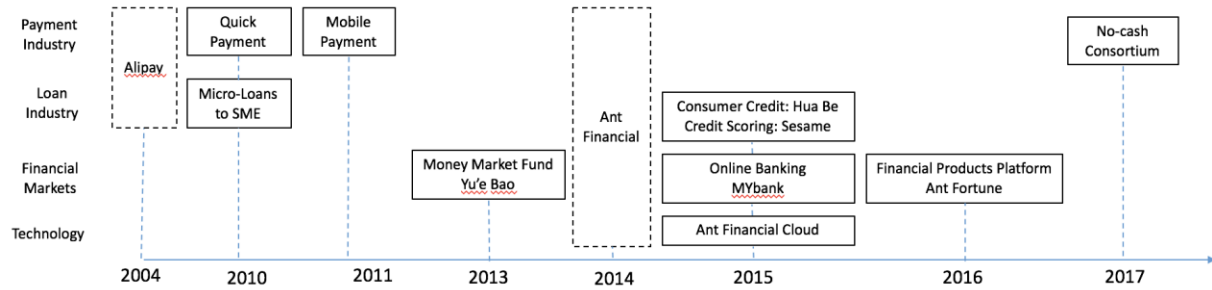 Payment
Industry
Loan
Industry
Financial
Markets
Technology
Alipay
Quick
Payment
Micro-Loans
to SME
Mobile
Payment
Money Market Fund
Yu'e Bao
Ant
Financial
Consumer Credit: Hua Be
Credit Scoring: Sesame
Online Banking
MYbank
Ant Financial Cloud
Financial Products Platform
Ant Fortune
No-cash
Consortium
2004
2010
2011
2013
2014
2015
2016
2017